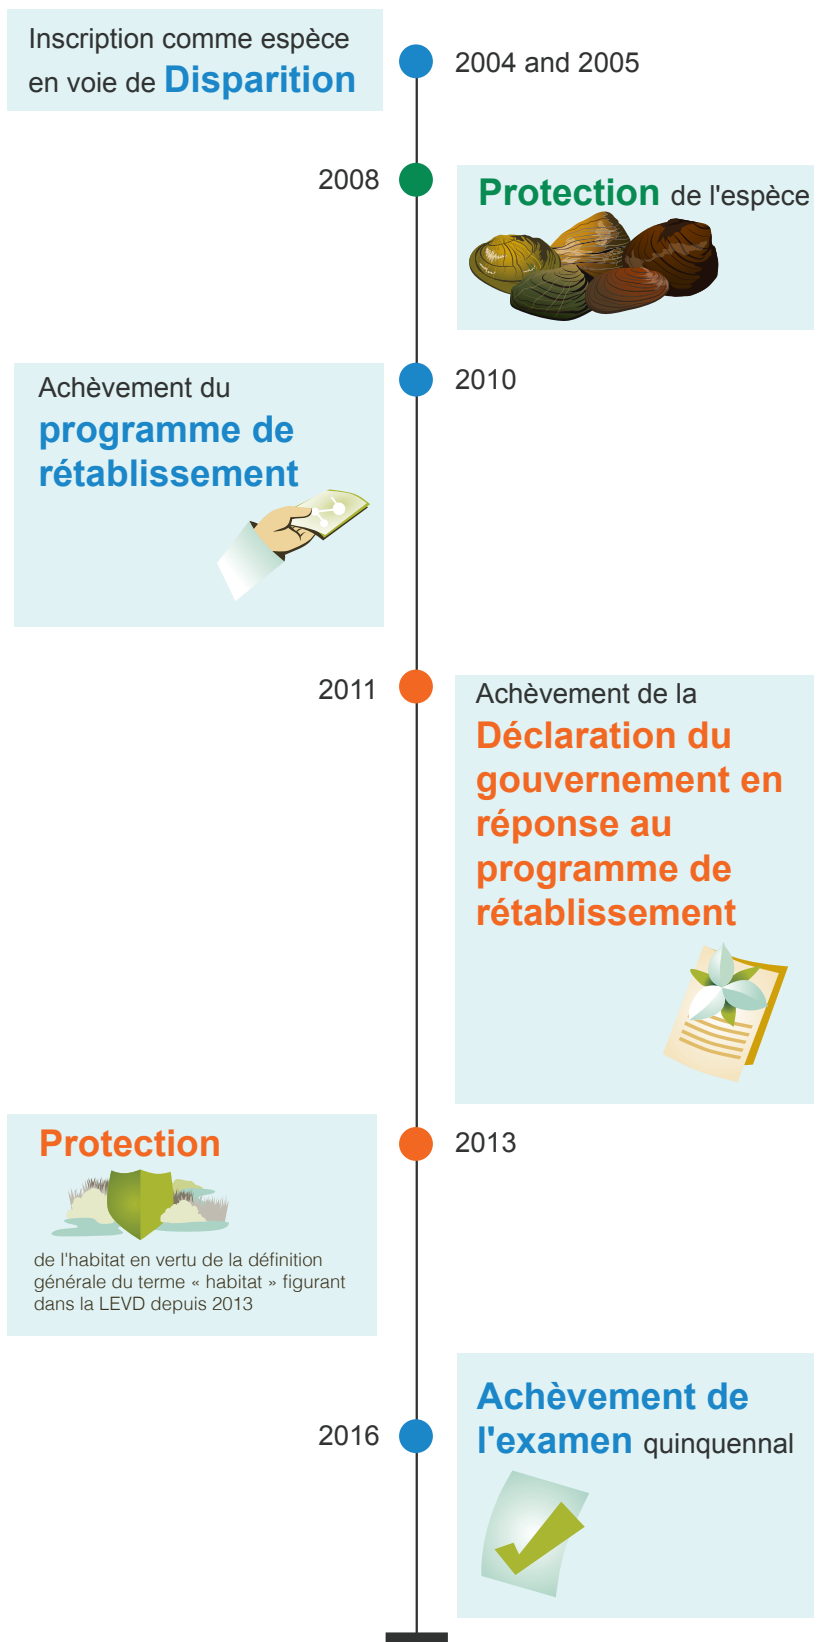 Inscription comme espèce
en voie de Disparition
2004 and 2005
2008
Protection de l'espèce
Achèvement du
programme de
rétablissement
2010
2011
Achèvement de la
Déclaration du
gouvernement en
réponse au
programme de
rétablissement
Protection
de l'habitat en vertu de la définition
générale du terme « habitat » figurant
dans la LEVD depuis 2013
2013
2016
Achèvement de
l'examen quinquennal